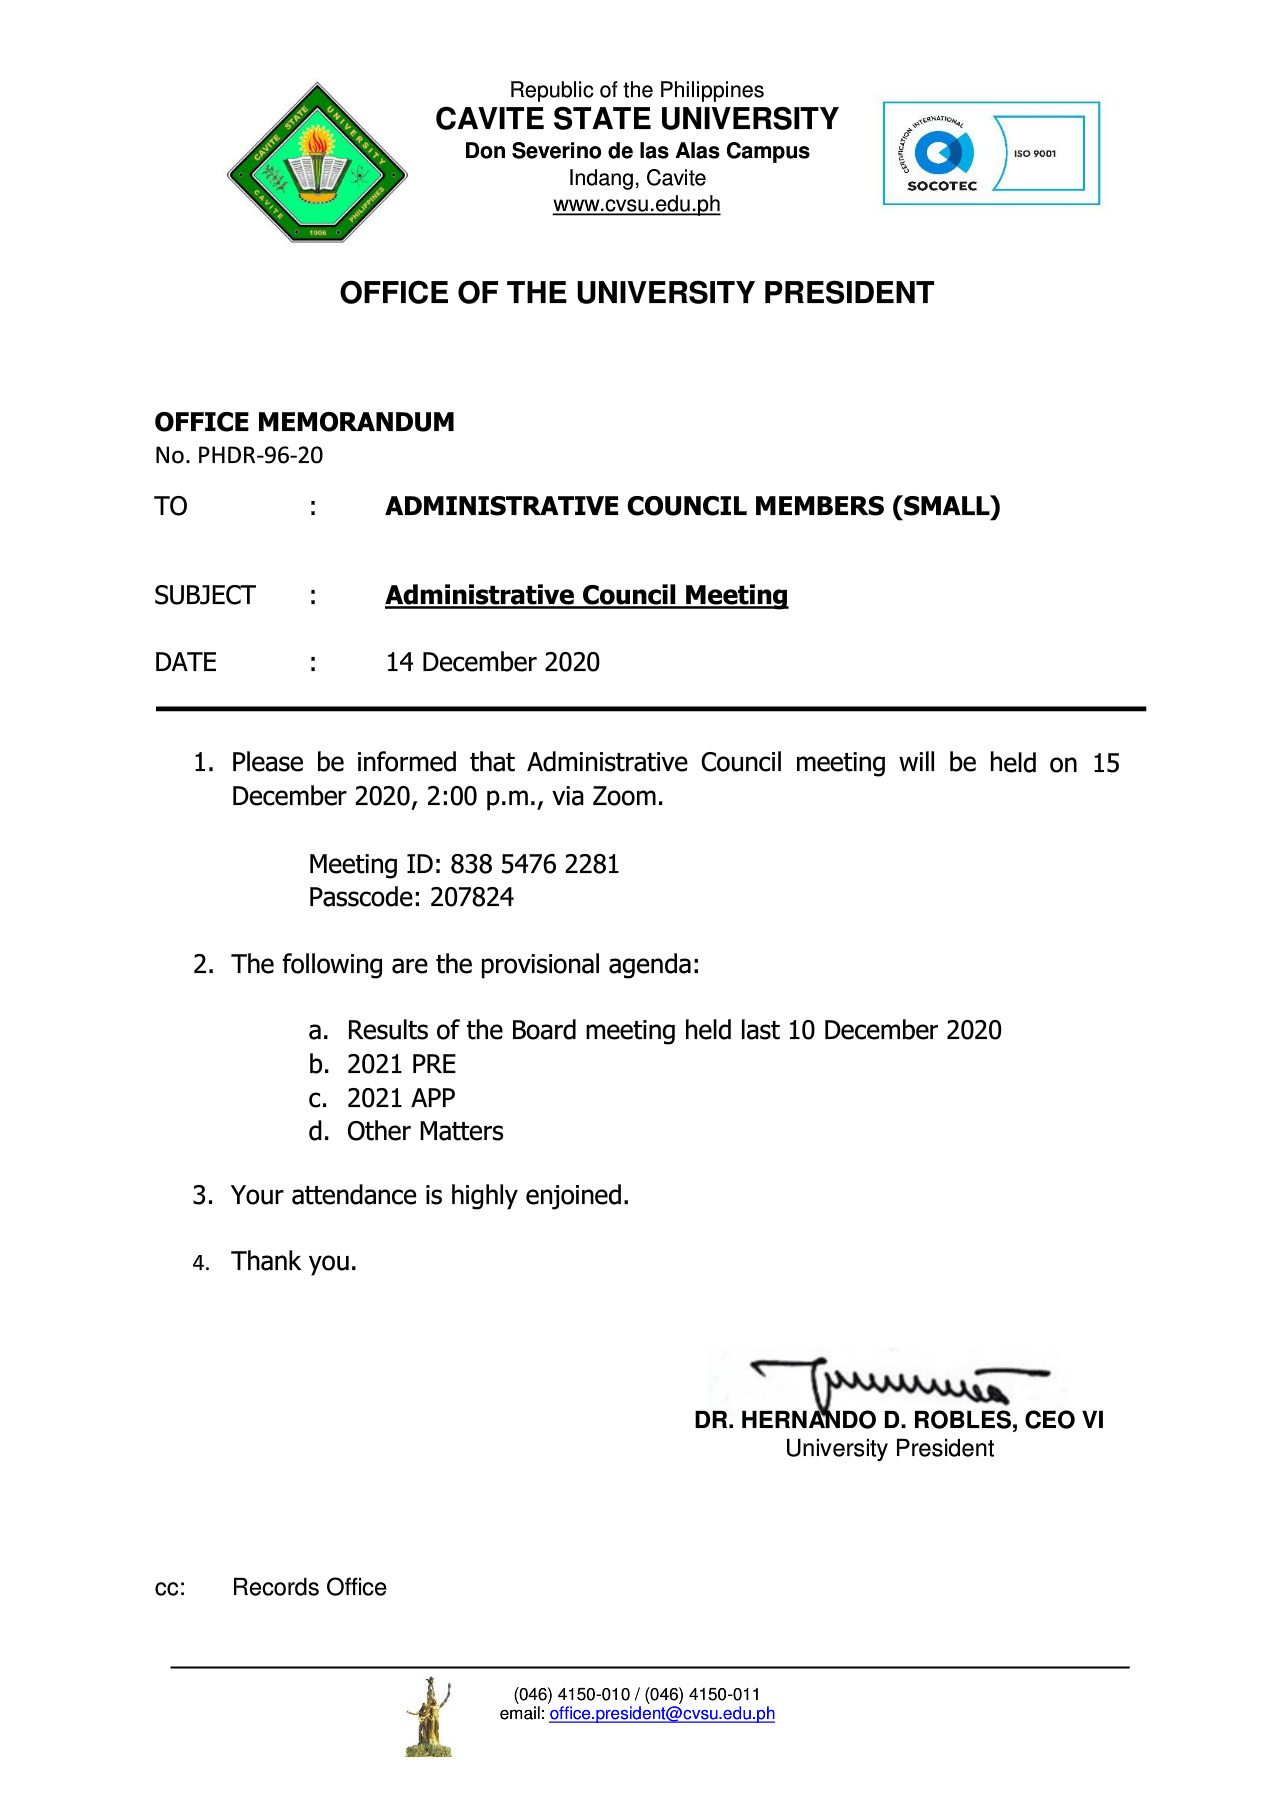 Republic of the Philippines
CAVITE STATE UNIVERSITY
Don Severino de las Alas Campus
Indang, Cavite
www.cvsu.edu.ph
CAVITE STATE UNIVERSITY
CAVITE PHILIPPINES
1906
CERTIFICATION INTERNATIONAL
SOCOTEC
ISO 9001
OFFICE OF THE UNIVERSITY PRESIDENT
OFFICE MEMORANDUM
No. PHDR-96-20
TO : ADMINISTRATIVE COUNCIL MEMBERS (SMALL)
SUBJECT : Administrative Council Meeting
DATE : 14 December 2020
1. Please be informed that Administrative Council meeting will be held on 15
December 2020, 2:00 p.m., via Zoom.
Meeting ID: 838 5476 2281
Passcode: 207824
2. The following are the provisional agenda:
a. Results of the Board meeting held last 10 December 2020
b. 2021 PRE
c. 2021 APP
d. Other Matters
3. Your attendance is highly enjoined.
4. Thank you.
DR. HERNANDO D. ROBLES, CEO VI
University President
cc: Records Office
(046) 4150-010 / (046) 4150-011
email: office.president@cvsu.edu.ph